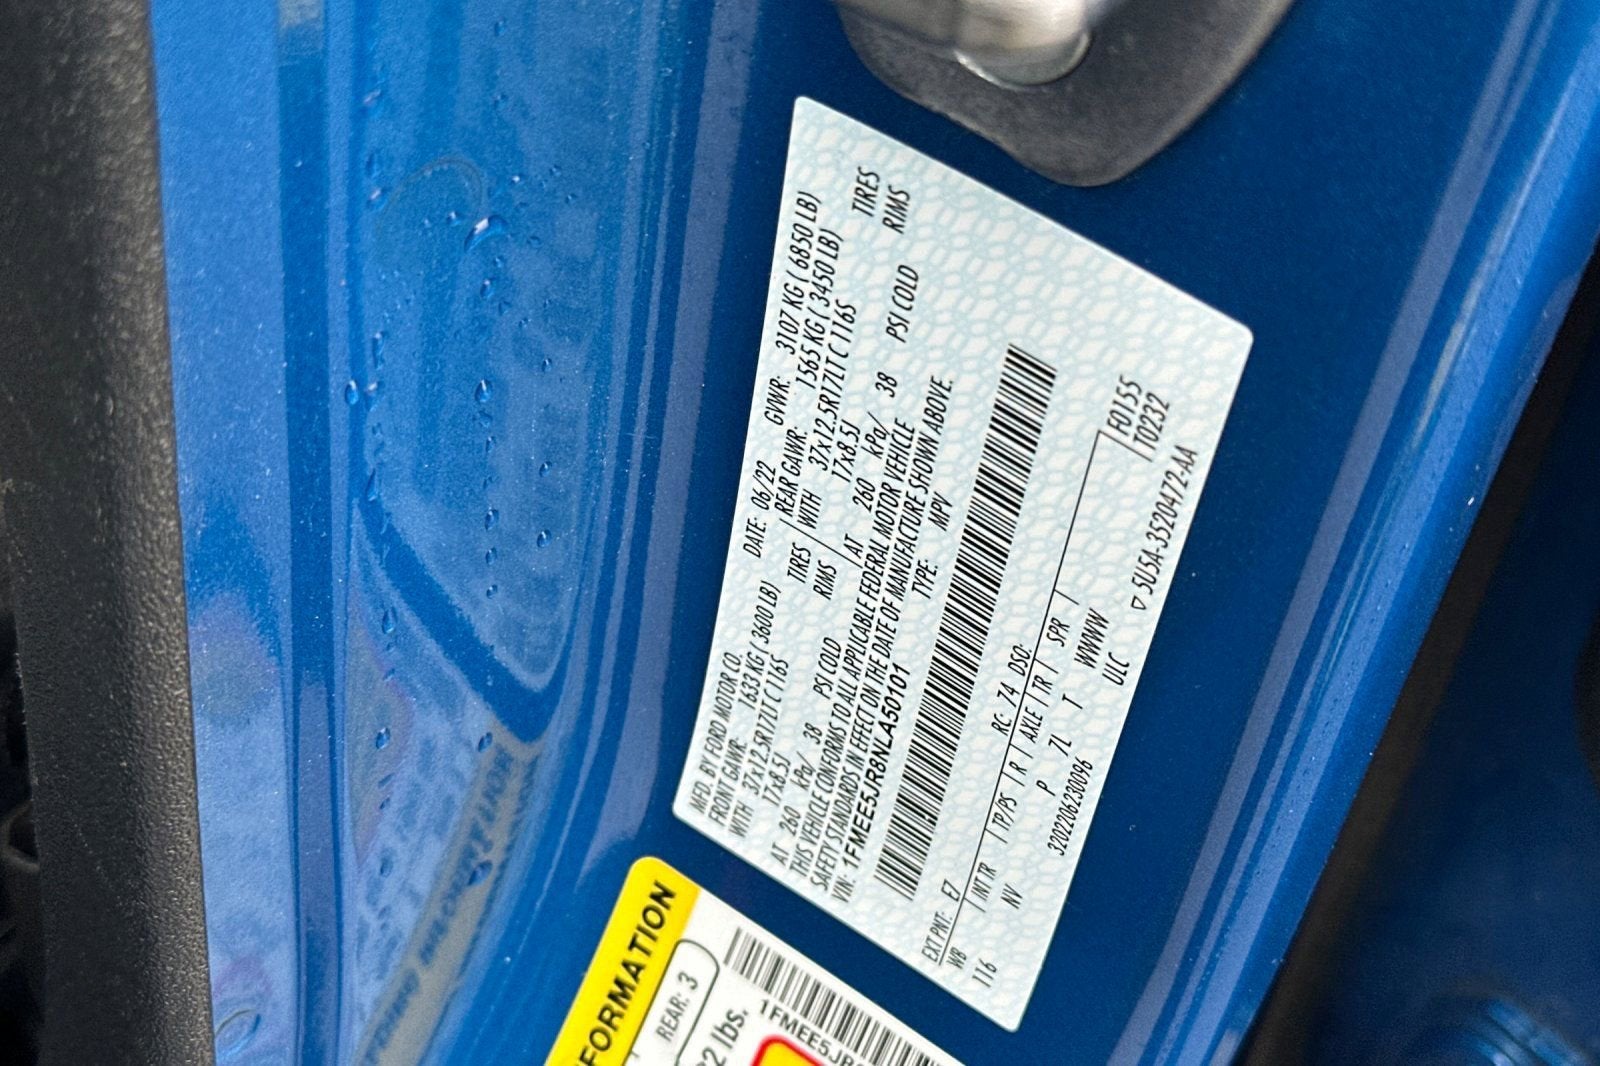 MFD. BY FORD MOTOR CO.
DATE: 06/22 GVWR: 3107 KG ( 6850 LB)
FRONT GAWR: 1633 KG ( 3600 LB) REAR GAWR: 1565 KG ( 3450 LB)
WITH 37x12.5R17LT C 116S TIRES WITH 37x12.5R17LT C 116S TIRES
17x8.5J RIMS 17x8.5J RIMS
AT 260 kPa/ 38 PSI COLD AT 260 kPa/ 38 PSI COLD
THIS VEHICLE CONFORMS TO ALL APPLICABLE FEDERAL MOTOR VEHICLE
SAFETY STANDARDS IN EFFECT ON THE DATE OF MANUFACTURE SHOWN ABOVE.
VIN: 1FMEE5JR8NLA50101 TYPE: MPV
EXT PNT: E7 RC: 74 DSO: F0155
WB INT TR TP/PS R AXLE TR SPR T0232
116 NV P 7L T WWWW
3202206230096 ULC ▽ 5U5A-3520472-AA
FORMATION
REAR: 3
lbs.
1FMEE5JR